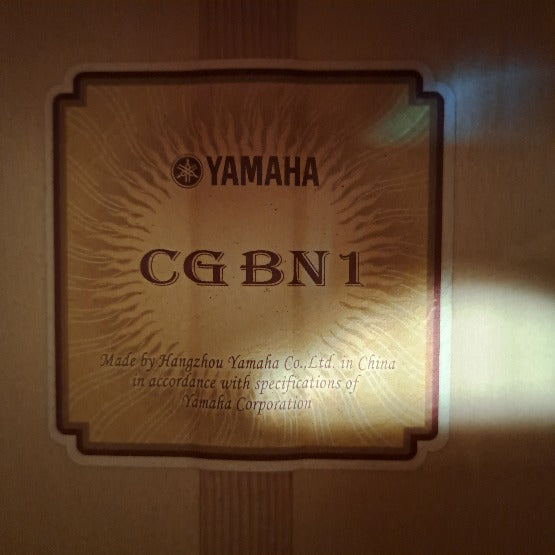 YAMAHA
CGBN1
Made by Hangzhou Yamaha Co.,Ltd. in China
in accordance with specifications of
Yamaha Corporation